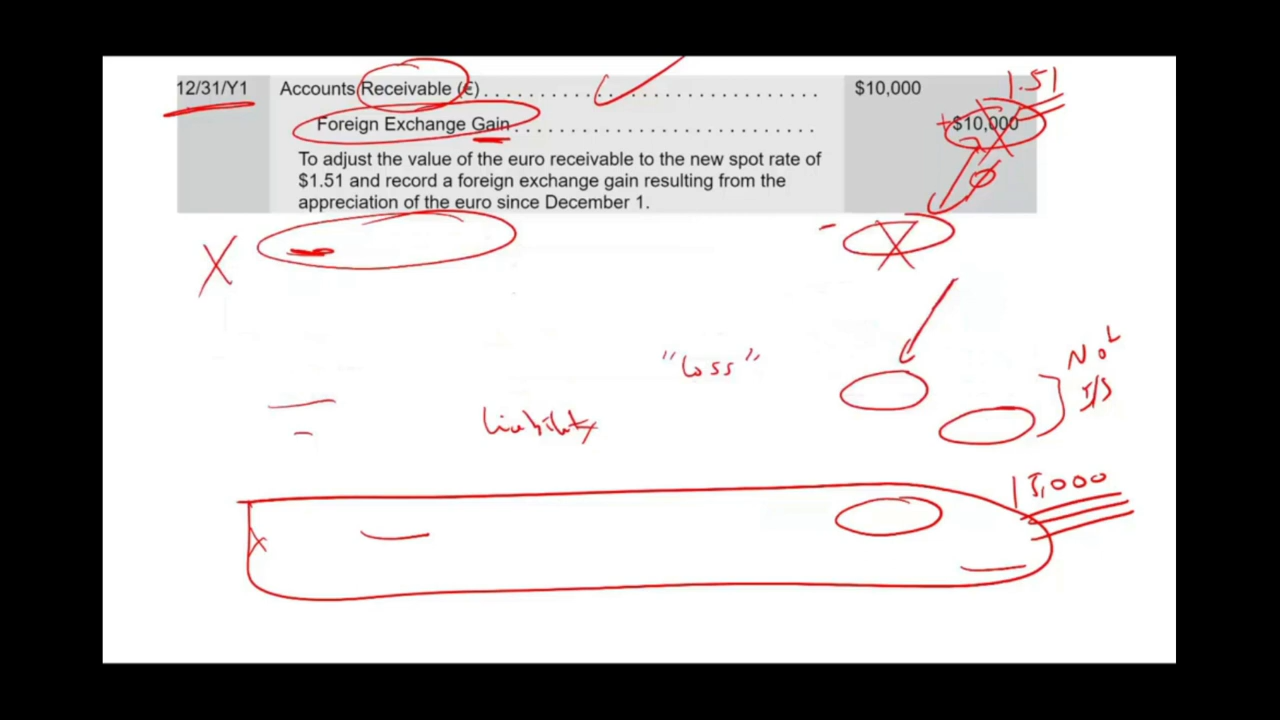 12/31/Y1 Accounts Receivable (€) . . . . . . . . . . . . . . . . . . . . . . . . . . . . . . . . . . . . $10,000 1.51
Foreign Exchange Gain . . . . . . . . . . . . . . . . . . . . . . . . . . . . . . . . . + $10,000
To adjust the value of the euro receivable to the new spot rate of
$1.51 and record a foreign exchange gain resulting from the
appreciation of the euro since December 1.
X X
"Loss" Not
I/S
Liability
15,000
X